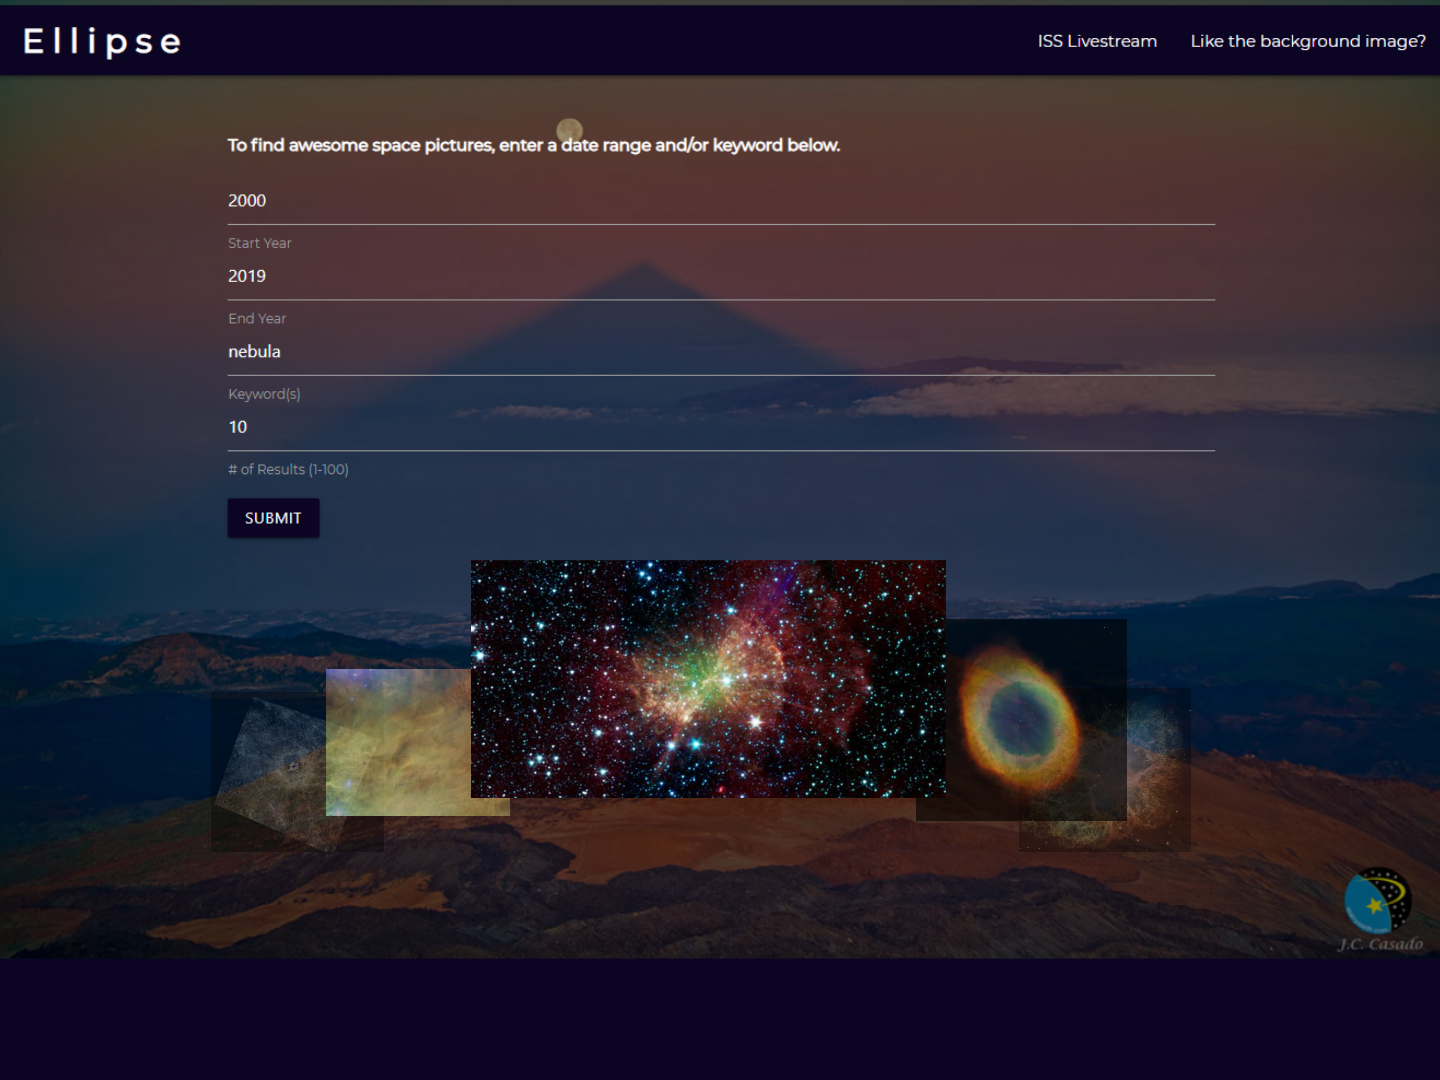 Ellipse
ISS Livestream
Like the background image?
To find awesome space pictures, enter a date range and/or keyword below.
2000
Start Year
2019
End Year
nebula
Keyword(s)
10
# of Results (1-100)
SUBMIT
J.C. Casado